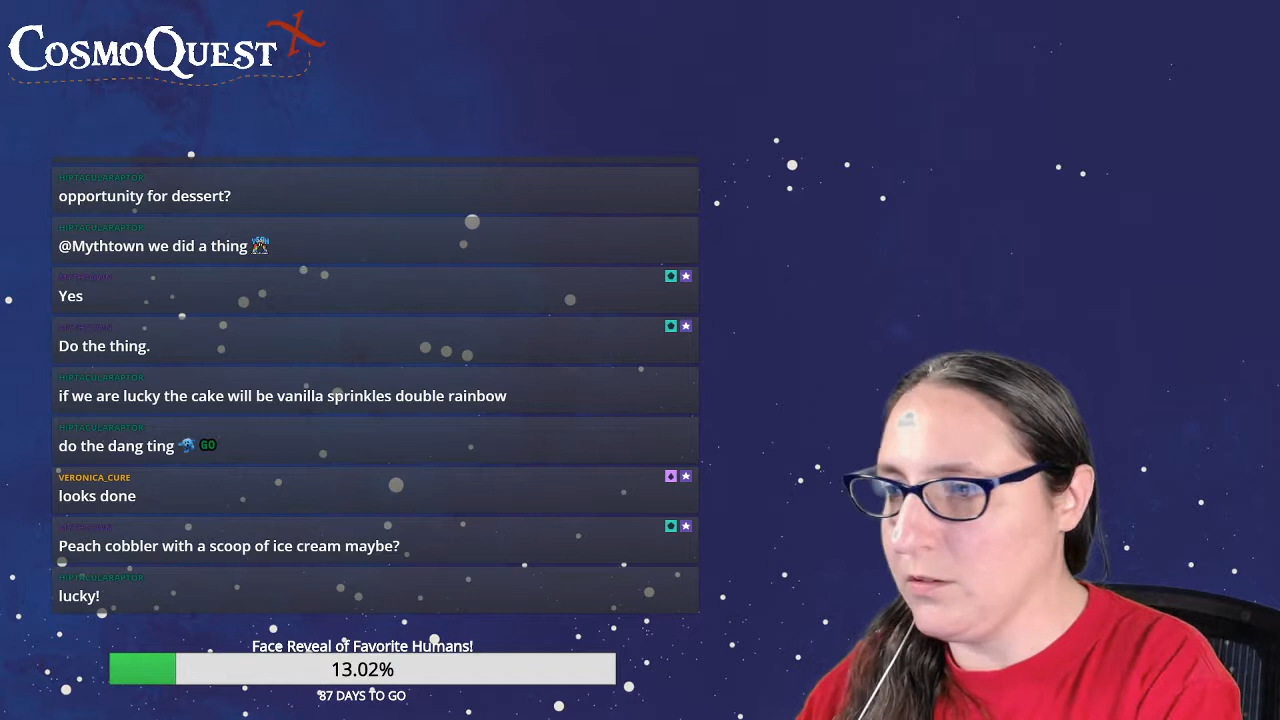 COSMOQUEST X
HIPTACULARAPTOR
opportunity for dessert?
HIPTACULARAPTOR
@Mythtown we did a thing
MYTHTOWN
Yes
MYTHTOWN
Do the thing.
HIPTACULARAPTOR
if we are lucky the cake will be vanilla sprinkles double rainbow
HIPTACULARAPTOR
do the dang ting GO
VERONICA_CURE
looks done
MYTHTOWN
Peach cobbler with a scoop of ice cream maybe?
HIPTACULARAPTOR
lucky!
Face Reveal of Favorite Humans!
13.02%
87 DAYS TO GO